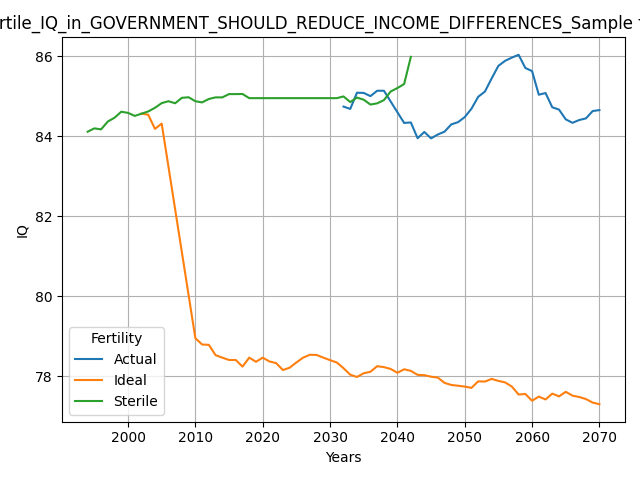 rtile_IQ_in_GOVERNMENT_SHOULD_REDUCE_INCOME_DIFFERENCES_Sample
86
84
82
80
78
IQ
Fertility
Actual
Ideal
Sterile
2000
2010
2020
2030
2040
2050
2060
2070
Years